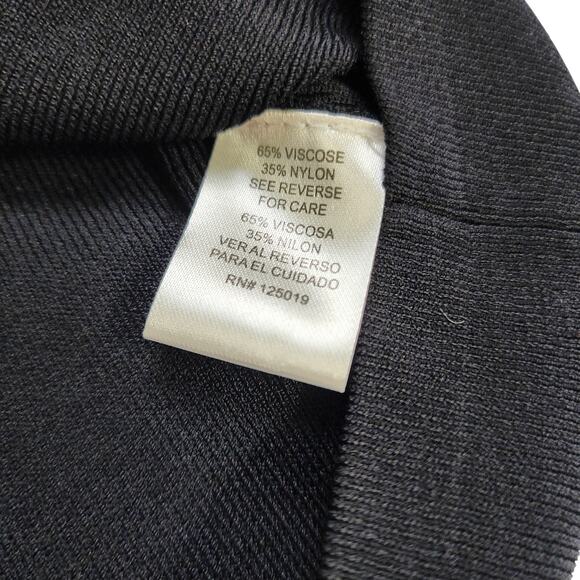 65% VISCOSE
35% NYLON
SEE REVERSE
FOR CARE
65% VISCOSA
35% NILON
VER AL REVERSO
PARA EL CUIDADO
RN# 125019